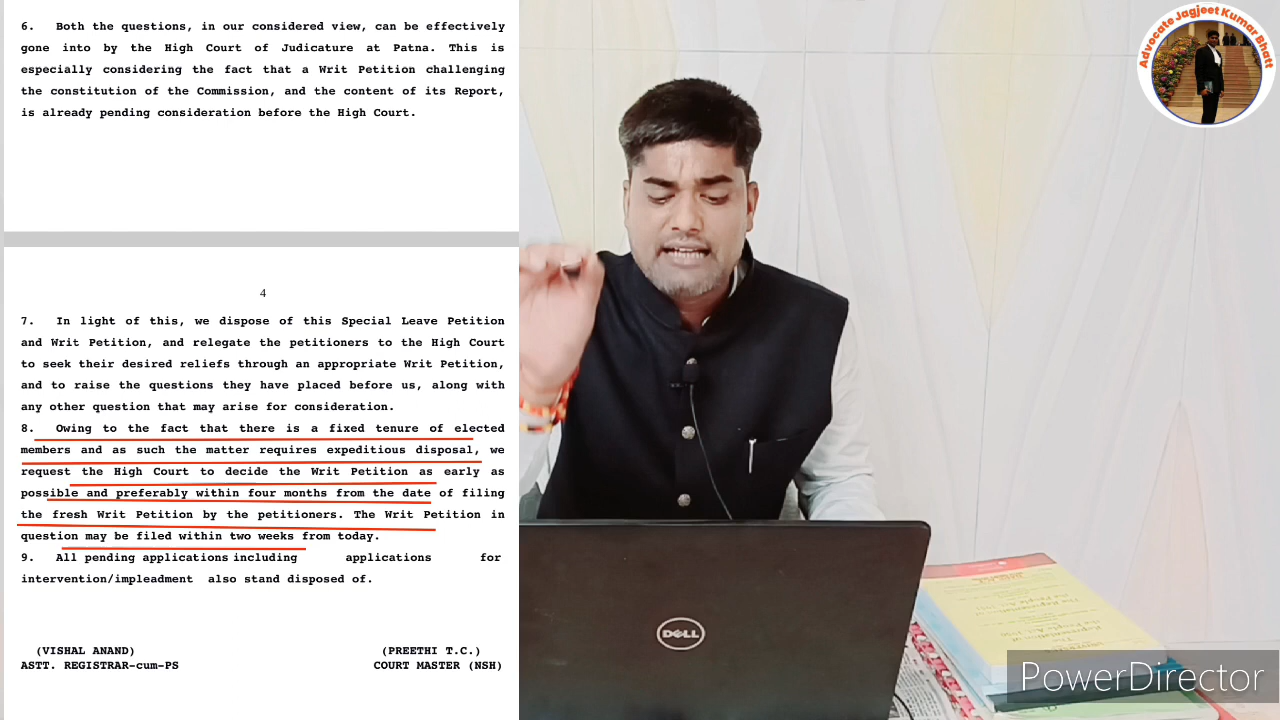 6. Both the questions, in our considered view, can be effectively
gone into by the High Court of Judicature at Patna. This is
especially considering the fact that a Writ Petition challenging
the constitution of the Commission, and the content of its Report,
is already pending consideration before the High Court.
4
7. In light of this, we dispose of this Special Leave Petition
and Writ Petition, and relegate the petitioners to the High Court
to seek their desired reliefs through an appropriate Writ Petition,
and to raise the questions they have placed before us, along with
any other question that may arise for consideration.
8. Owing to the fact that there is a fixed tenure of elected
members and as such the matter requires expeditious disposal, we
request the High Court to decide the Writ Petition as early as
possible and preferably within four months from the date of filing
the fresh Writ Petition by the petitioners. The Writ Petition in
question may be filed within two weeks from today.
9. All pending applications including applications for
intervention/impleadment also stand disposed of.
(VISHAL ANAND) (PREETHI T.C.)
ASTT. REGISTRAR-cum-PS COURT MASTER (NSH)
Advocate Jagjeet Kumar Bhatt
DELL
PowerDirector